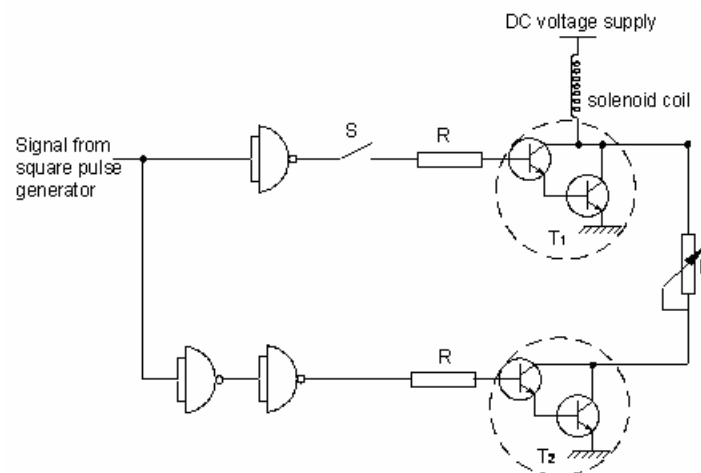 DC voltage supply
solenoid coil
Signal from
square pulse
generator
S
R
T₁
R
T₂